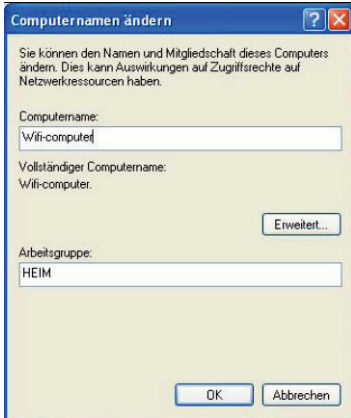 Computernamen ändern
Sie können den Namen und Mitgliedschaft dieses Computers
ändern. Dies kann Auswirkungen auf Zugriffsrechte auf
Netzwerkressourcen haben.
Computername:
Wifi-computer
Vollständiger Computername:
Wifi-computer.
Erweitert...
Arbeitsgruppe:
HEIM
OK
Abbrechen